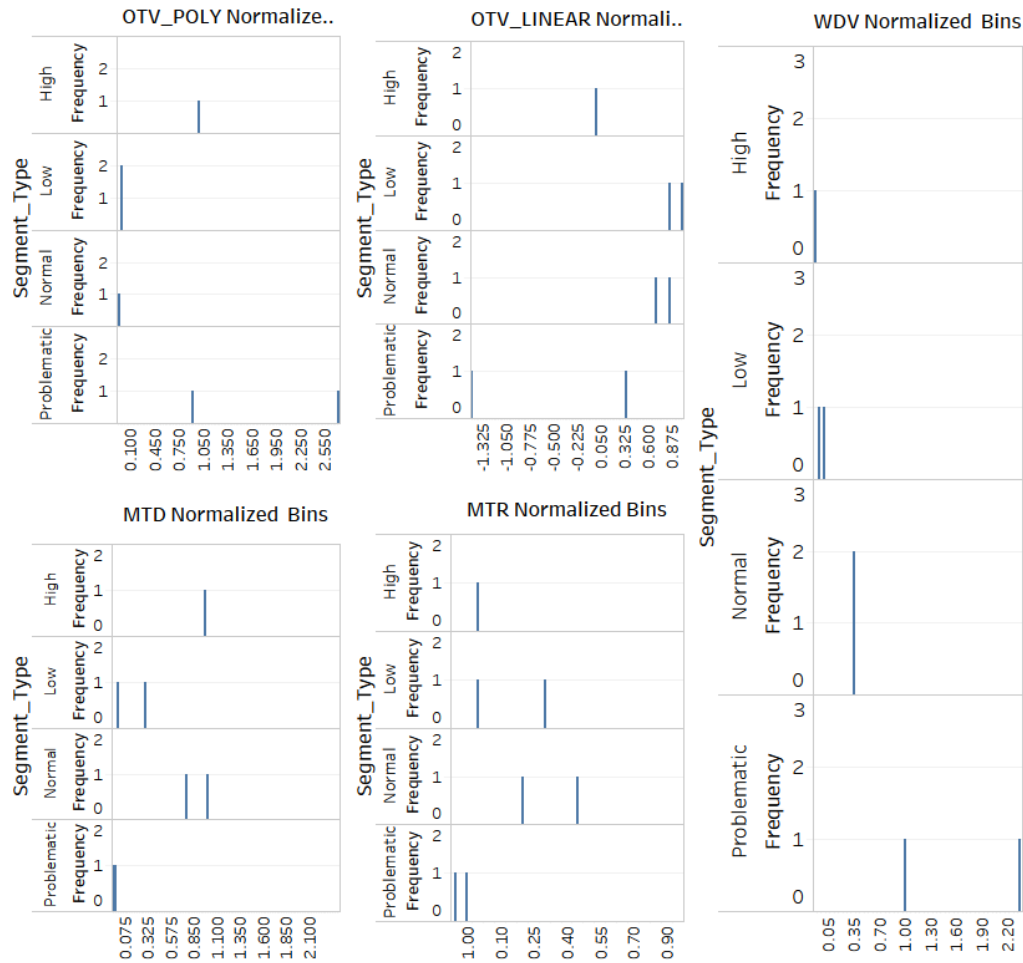 OTV_POLY Normalize..
Segment_Type
High
Frequency
2
1
Low
Frequency
2
1
Normal
Frequency
2
1
Problematic
Frequency
2
1
0.100 0.450 0.750 1.050 1.350 1.650 1.950 2.250 2.550
OTV_LINEAR Normali..
Segment_Type
High
Frequency
2
1
0
Low
Frequency
2
1
0
Normal
Frequency
2
1
0
Problematic
Frequency
2
1
0
-1.325 -1.050 -0.775 -0.500 -0.225 0.050 0.325 0.600 0.875
WDV Normalized Bins
Segment_Type
High
Frequency
3
2
1
0
Low
Frequency
3
2
1
0
Normal
Frequency
3
2
1
0
Problematic
Frequency
3
2
1
0
0.05 0.35 0.70 1.00 1.30 1.60 1.90 2.20
MTD Normalized Bins
Segment_Type
High
Frequency
2
1
0
Low
Frequency
2
1
0
Normal
Frequency
2
1
0
Problematic
Frequency
2
1
0
0.075 0.325 0.575 0.850 1.100 1.350 1.600 1.850 2.100
MTR Normalized Bins
Segment_Type
High
Frequency
2
1
0
Low
Frequency
2
1
0
Normal
Frequency
2
1
0
Problematic
Frequency
2
1
0
1.00 0.10 0.25 0.40 0.55 0.70 0.90